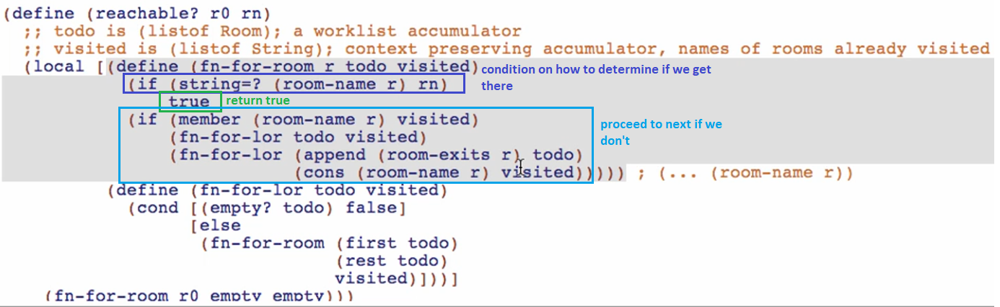 (define (reachable? r0 rn)
;; todo is (listof Room); a worklist accumulator
;; visited is (listof String); context preserving accumulator, names of rooms already visited
(local [(define (fn-for-room r todo visited) condition on how to determine if we get
(if (string=? (room-name r) rn) there
true return true
(if (member (room-name r) visited) proceed to next if we
(fn-for-lor todo visited) don't
(fn-for-lor (append (room-exits r) todo)
(cons (room-name r) visited))))) ; (... (room-name r))
(define (fn-for-lor todo visited)
(cond [(empty? todo) false]
[else
(fn-for-room (first todo)
(rest todo)
visited)]))]
(fn-for-room r0 empty empty)))